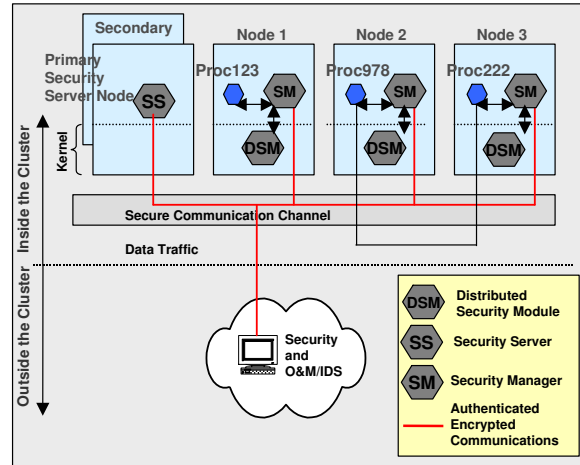 Secondary
Node 1
Node 2
Node 3
Primary
Security
Server Node
Proc123
Proc978
Proc222
SS
SM
SM
SM
DSM
DSM
DSM
Kernel
Inside the Cluster
Outside the Cluster
Secure Communication Channel
Data Traffic
Security
and
O&M/IDS
DSM
Distributed
Security Module
SS
Security Server
SM
Security Manager
Authenticated
Encrypted
Communications